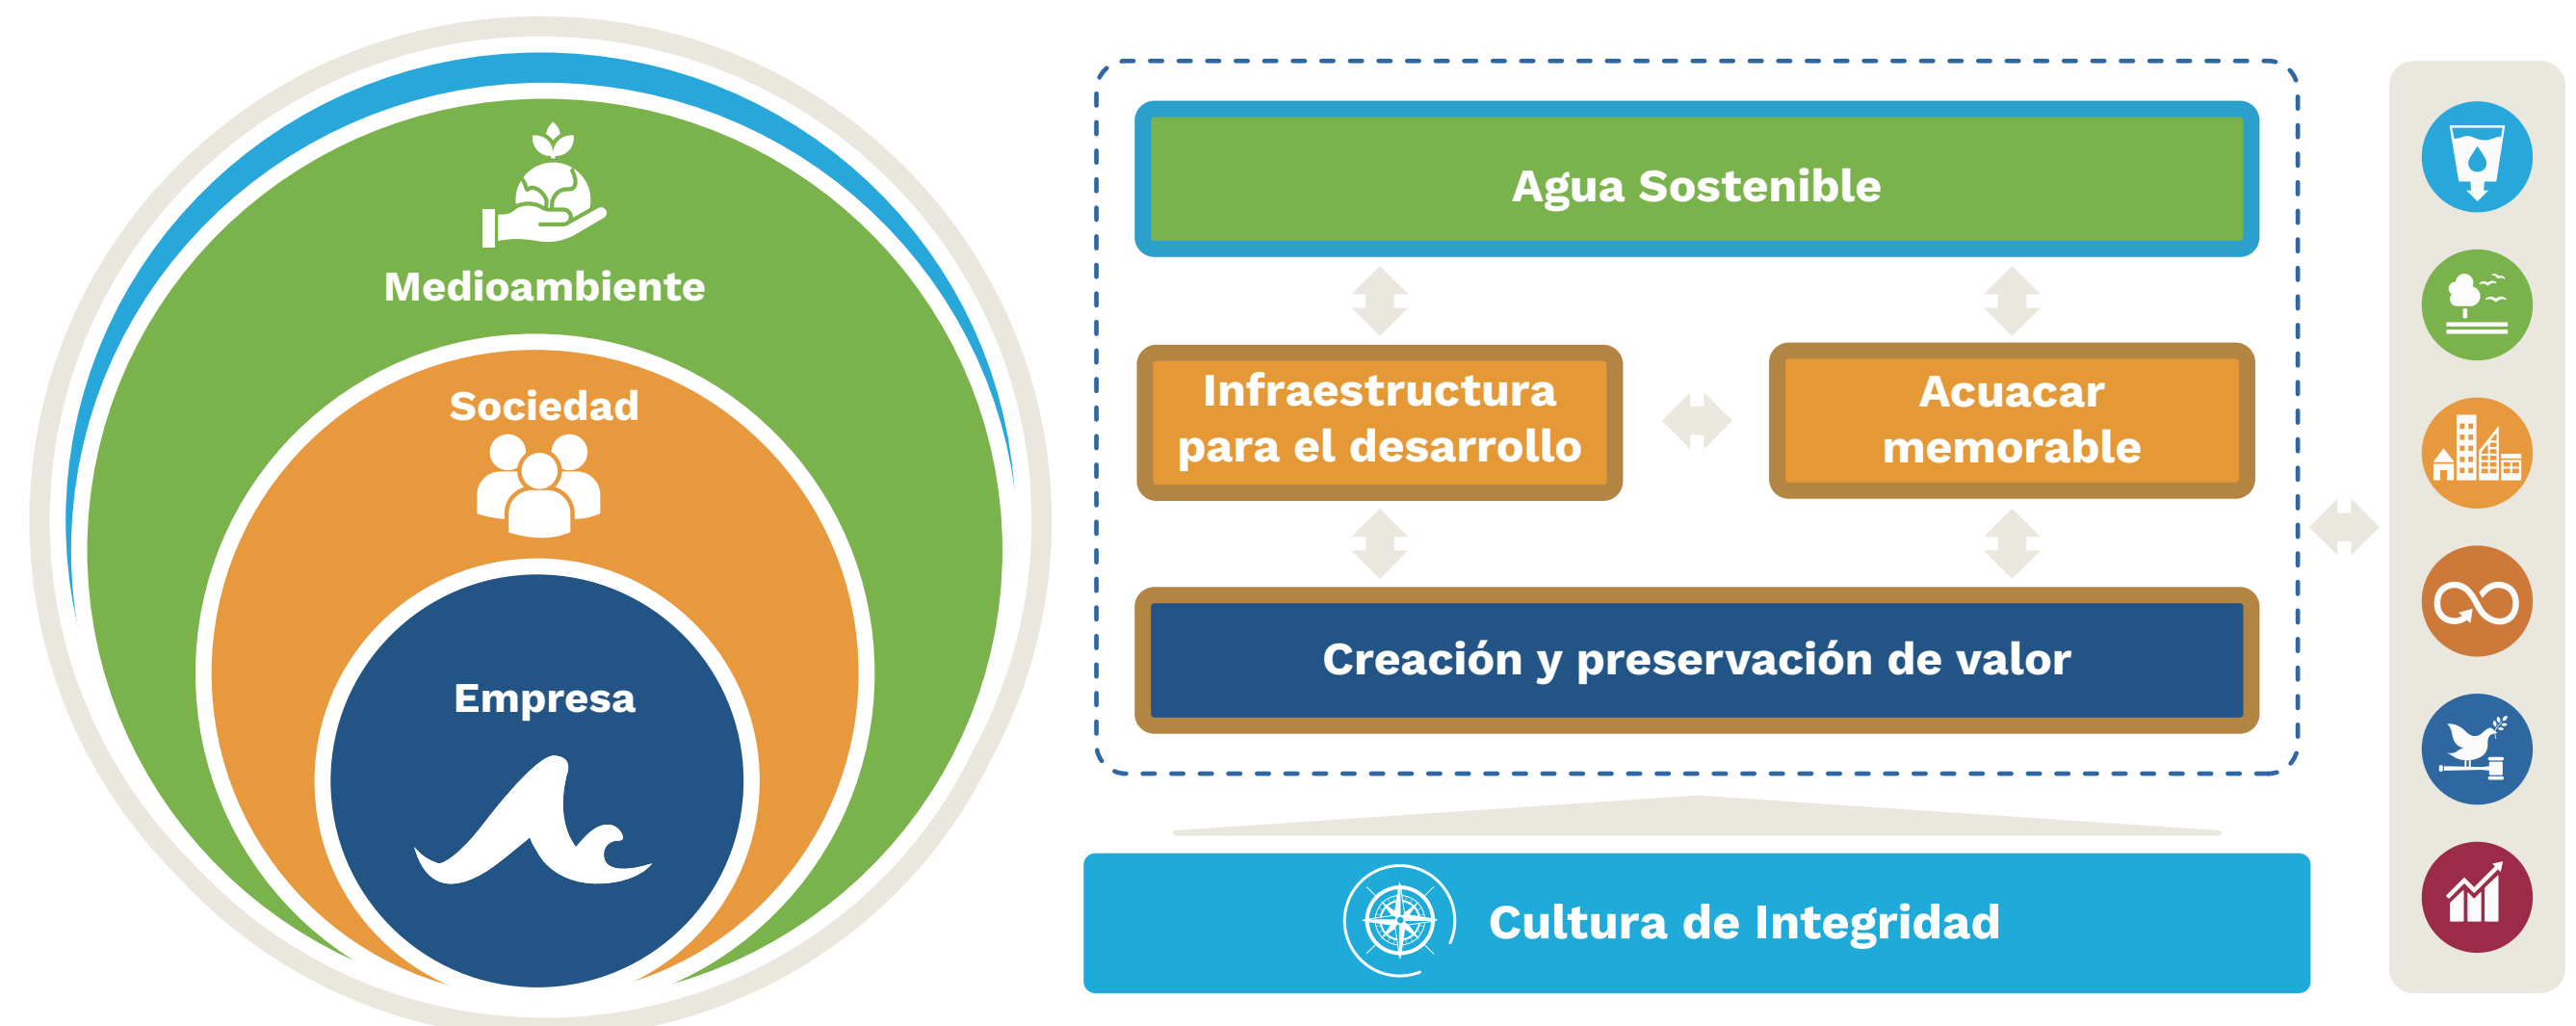 Medioambiente
Sociedad
Empresa
Agua Sostenible
Infraestructura
para el desarrollo
Acuacar
memorable
Creación y preservación de valor
Cultura de Integridad